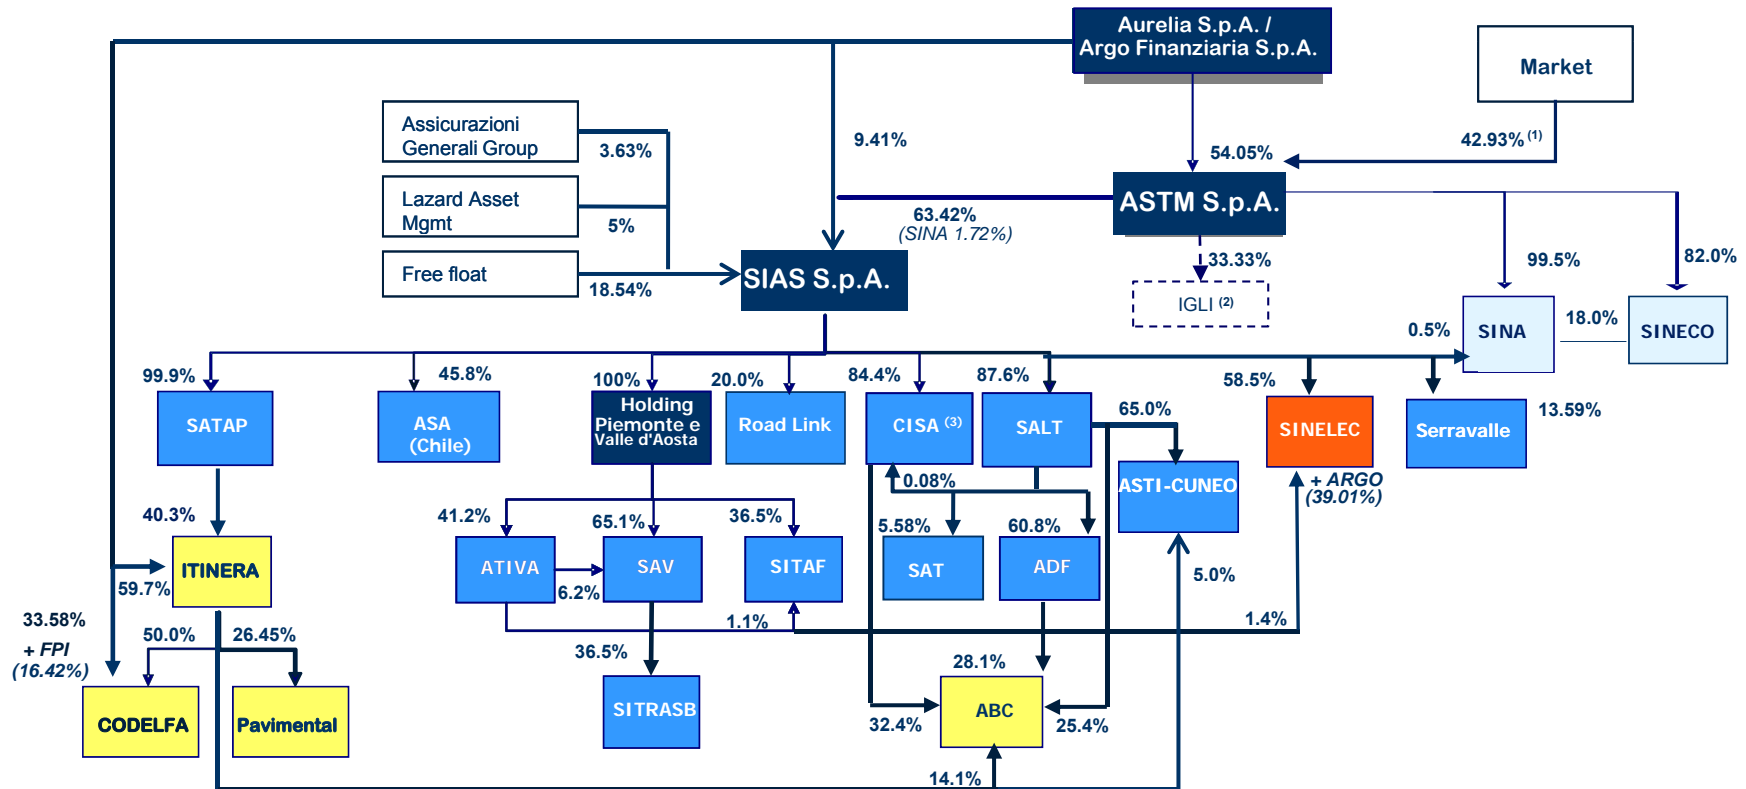 Aurelia S.p.A. /
Argo Finanziaria S.p.A.
Market
Assicurazioni
Generali Group
3.63%
9.41%
42.93% (1)
54.05%
Lazard Asset
Mgmt
5%
ASTM S.p.A.
63.42%
(SINA 1.72%)
Free float
18.54%
SIAS S.p.A.
33.33%
99.5%
82.0%
IGLI (2)
0.5%
SINA
18.0%
SINECO
99.9%
45.8%
100%
20.0%
84.4%
87.6%
58.5%
SATAP
ASA
(Chile)
Holding
Piemonte e
Valle d'Aosta
Road Link
CISA (3)
SALT
65.0%
SINELEC
Serravalle
13.59%
0.08%
ASTI-CUNEO
+ ARGO
(39.01%)
40.3%
41.2%
65.1%
36.5%
5.58%
60.8%
ITINERA
ATIVA
SAV
SITAF
SAT
ADF
5.0%
59.7%
6.2%
33.58%
+ FPI
(16.42%)
50.0%
26.45%
1.1%
1.4%
36.5%
28.1%
CODELFA
Pavimental
SITRASB
ABC
32.4%
25.4%
14.1%